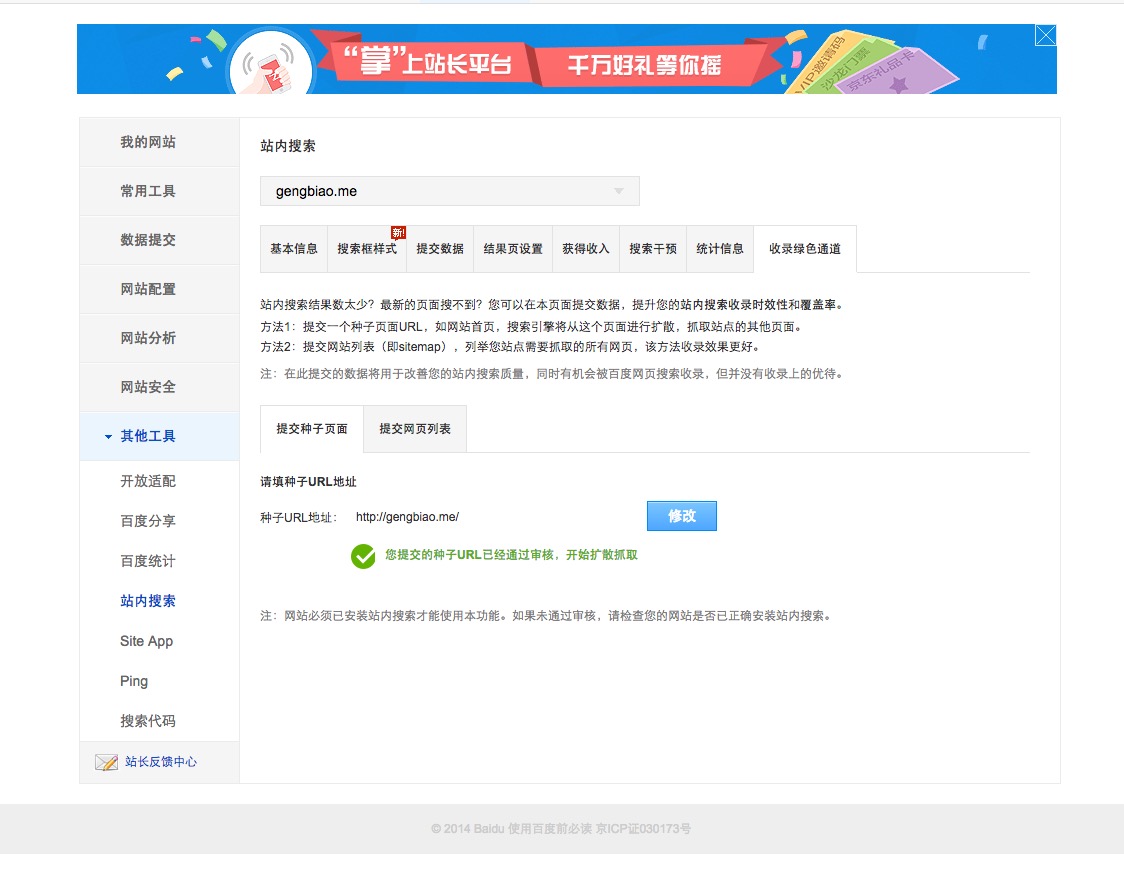 “掌”上站长平台 千万好礼等你摇
VIP邀请码
沙龙门票
京东礼品卡
我的网站
常用工具
数据提交
网站配置
网站分析
网站安全
其他工具
开放适配
百度分享
百度统计
站内搜索
Site App
Ping
搜索代码
站长反馈中心
站内搜索
gengbiao.me
新!
基本信息 搜索框样式 提交数据 结果页设置 获得收入 搜索干预 统计信息 收录绿色通道
站内搜索结果数太少？最新的页面搜不到？您可以在本页面提交数据，提升您的站内搜索收录时效性和覆盖率。
方法1：提交一个种子页面URL，如网站首页，搜索引擎将从这个页面进行扩散，抓取站点的其他页面。
方法2：提交网站列表（即sitemap），列举您站点需要抓取的所有网页，该方法收录效果更好。
注：在此提交的数据将用于改善您的站内搜索质量，同时有机会被百度网页搜索收录，但并没有收录上的优待。
提交种子页面 提交网页列表
请填种子URL地址
种子URL地址： http://gengbiao.me/ 修改
您提交的种子URL已经通过审核，开始扩散抓取
注：网站必须已安装站内搜索才能使用本功能。如果未通过审核，请检查您的网站是否已正确安装站内搜索。
© 2014 Baidu 使用百度前必读 京ICP证030173号